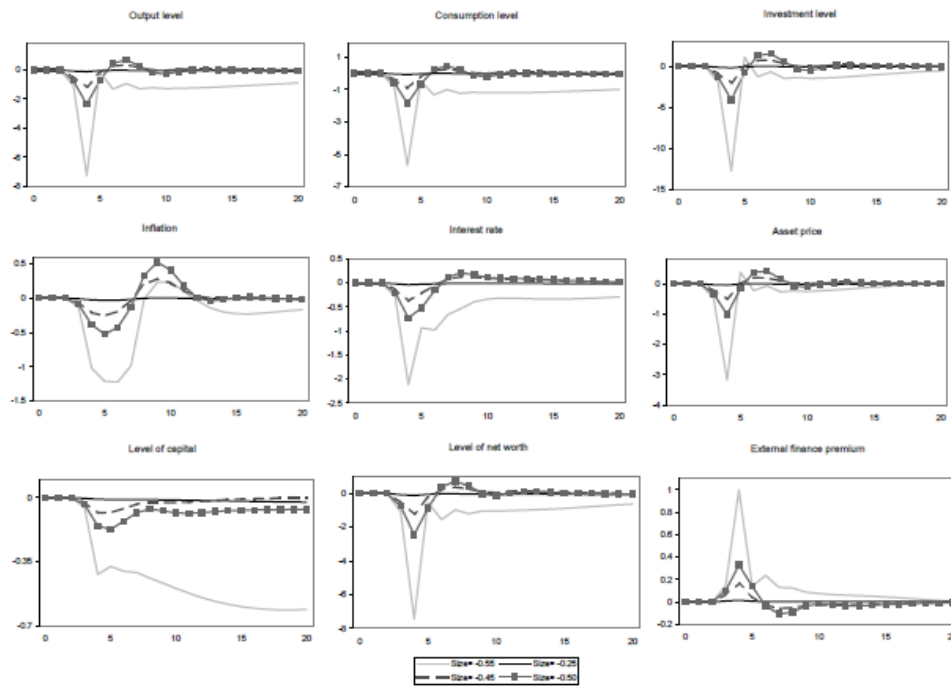 Output level
0
-2
-4
-6
-8
0 5 10 15 20
Consumption level
1
-1
-3
-5
-7
0 5 10 15 20
Investment level
0
-5
-10
-15
0 5 10 15 20
Inflation
0.5
0
-0.5
-1
-1.5
0 5 10 15 20
Interest rate
0.5
0
-0.5
-1
-1.5
-2
-2.5
0 5 10 15 20
Asset price
0
-1
-2
-3
-4
0 5 10 15 20
Level of capital
0
-0.35
-0.7
0 5 10 15 20
Level of net worth
0
-2
-4
-6
-8
0 5 10 15 20
External finance premium
1
0.8
0.6
0.4
0.2
0
-0.2
0 5 10 15 20
Size= -0.55 Size= -0.25
Size= -0.45 Size= -0.50